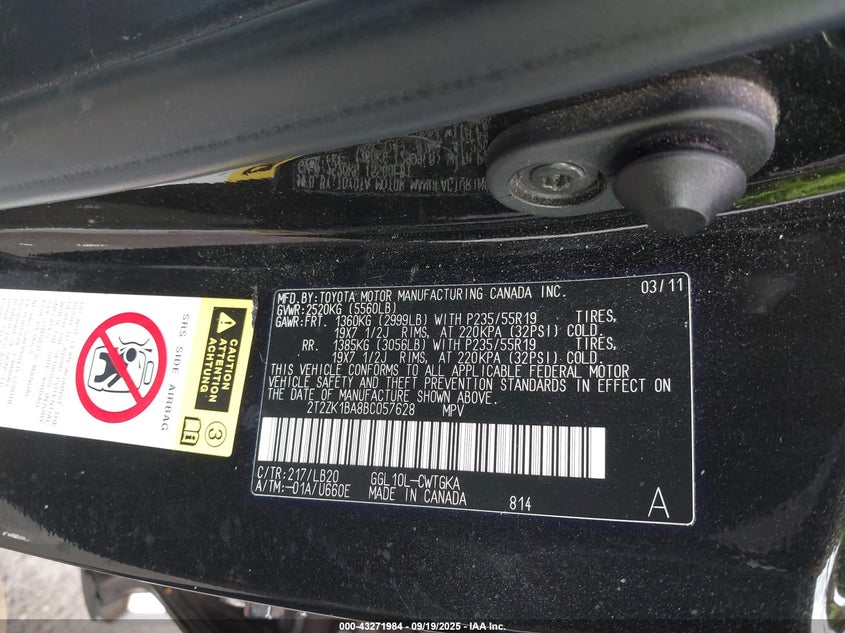 MFD. BY: TOYOTA MOTOR MANUFACTURING CANADA INC. 03/11
GVWR: 2520KG (5560LB)
GAWR: FRT. 1360KG (2999LB) WITH P235/55R19 TIRES,
19X7 1/2J RIMS, AT 220KPA (32PSI) COLD.
RR. 1385KG (3056LB) WITH P235/55R19 TIRES,
19X7 1/2J RIMS, AT 220KPA (32PSI) COLD.
THIS VEHICLE CONFORMS TO ALL APPLICABLE FEDERAL MOTOR
VEHICLE SAFETY AND THEFT PREVENTION STANDARDS IN EFFECT ON
THE DATE OF MANUFACTURE SHOWN ABOVE.
2T2ZK1BA8BC057628 MPV
C/TR: 217/LB20 GGL10L-CWTGKA
A/TM: -01A/U660E MADE IN CANADA 814 A
CAUTION
ATTENTION
ACHTUNG
SRS SIDE AIRBAG
3
000-43271984 - 09/19/2025 - IAA Inc.